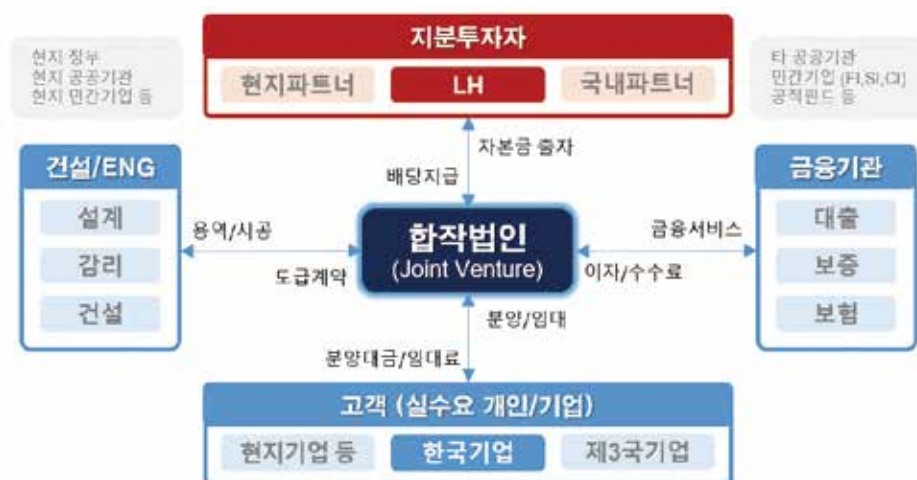 지분투자자
현지 정부
현지 공공기관
현지 민간기업 등
현지파트너
LH
국내파트너
타 공공기관
민간기업 (FI,SI,CI)
공적펀드 등
자본금 출자
배당지급
건설/ENG
설계
감리
건설
용역/시공
도급계약
합작법인
(Joint Venture)
금융서비스
이자/수수료
금융기관
대출
보증
보험
분양/임대
분양대금/임대료
고객 (실수요 개인/기업)
현지기업 등
한국기업
제3국기업